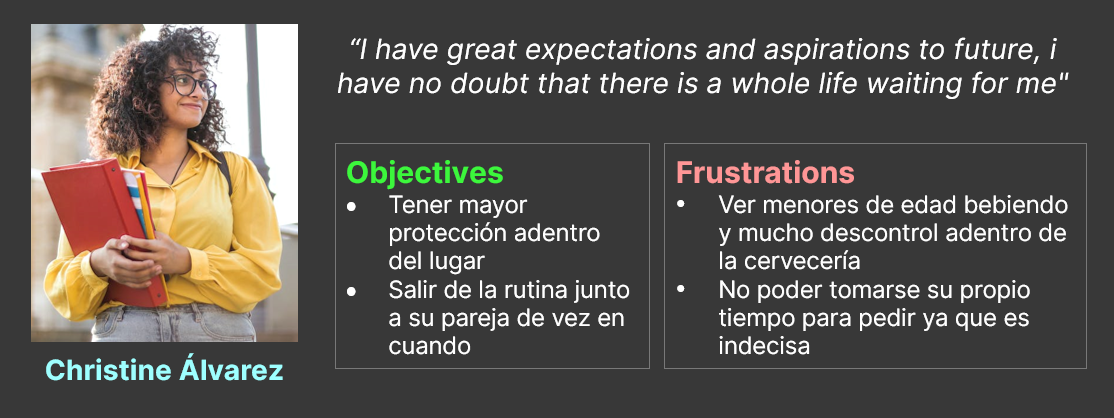 “I have great expectations and aspirations to future, i
have no doubt that there is a whole life waiting for me"
Objectives
• Tener mayor
protección adentro
del lugar
• Salir de la rutina junto
a su pareja de vez en
cuando
Frustrations
• Ver menores de edad bebiendo
y mucho descontrol adentro de
la cervecería
• No poder tomarse su propio
tiempo para pedir ya que es
indecisa
Christine Álvarez